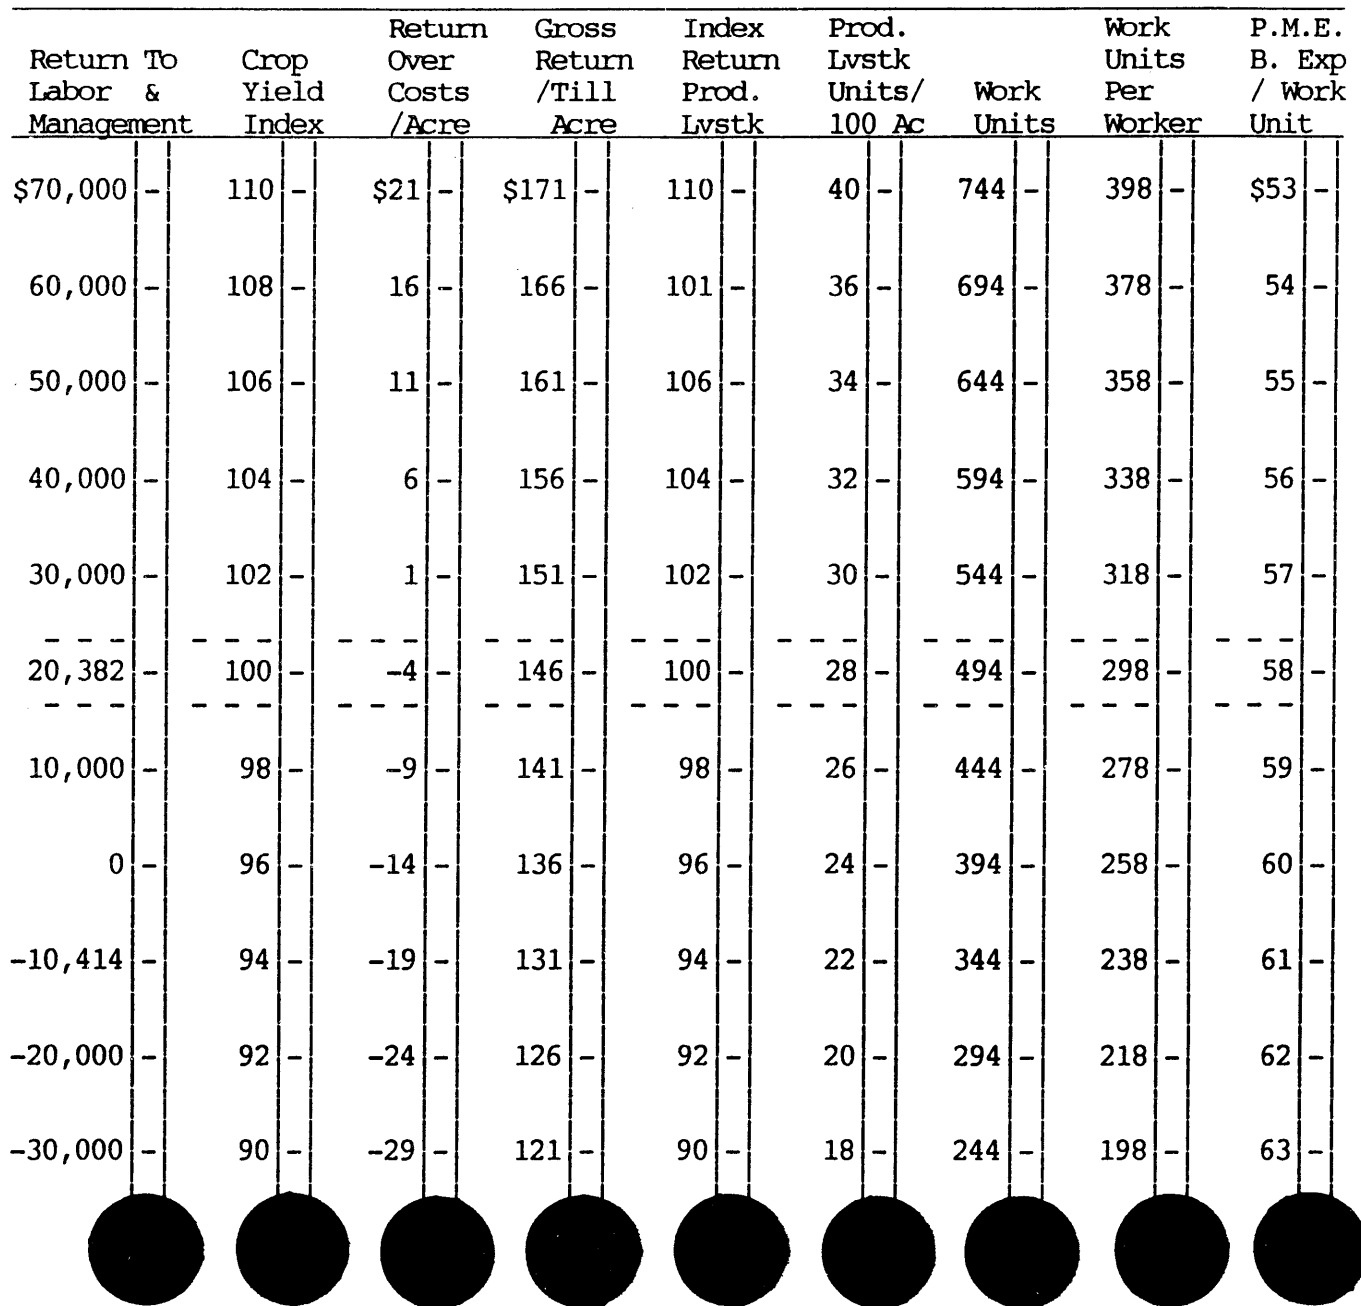 Return Gross Index Prod. Work P.M.E.
Return To Crop Over Return Return Lvstk Units B. Exp
Labor & Yield Costs /Till Prod. Units/ Work Per / Work
Management Index /Acre Acre Lvstk 100 Ac Units Worker Unit
$70,000 - 110 - $21 - $171 - 110 - 40 - 744 - 398 - $53 -
60,000 - 108 - 16 - 166 - 101 - 36 - 694 - 378 - 54 -
50,000 - 106 - 11 - 161 - 106 - 34 - 644 - 358 - 55 -
40,000 - 104 - 6 - 156 - 104 - 32 - 594 - 338 - 56 -
30,000 - 102 - 1 - 151 - 102 - 30 - 544 - 318 - 57 -
20,382 - 100 - -4 - 146 - 100 - 28 - 494 - 298 - 58 -
10,000 - 98 - -9 - 141 - 98 - 26 - 444 - 278 - 59 -
0 - 96 - -14 - 136 - 96 - 24 - 394 - 258 - 60 -
-10,414 - 94 - -19 - 131 - 94 - 22 - 344 - 238 - 61 -
-20,000 - 92 - -24 - 126 - 92 - 20 - 294 - 218 - 62 -
-30,000 - 90 - -29 - 121 - 90 - 18 - 244 - 198 - 63 -